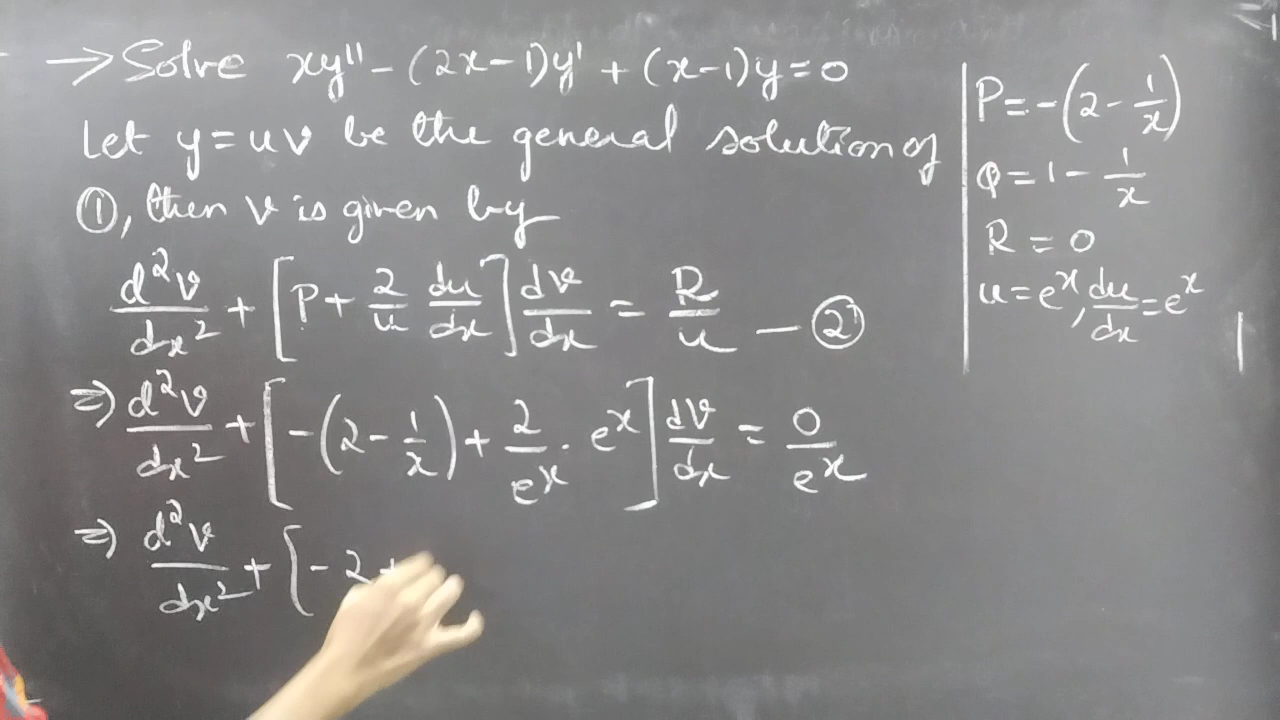 → Solve xy'' - (2x-1)y' + (x-1)y = 0
Let y = uv be the general solution of
①, then v is given by
d²v/dx² + [P + 2/u du/dx] dv/dx = R/u — ②
⇒ d²v/dx² + [-(2 - 1/x) + 2/eˣ · eˣ] dv/dx = 0/eˣ
⇒ d²v/dx² + [-2 +
P = -(2 - 1/x)
Q = 1 - 1/x
R = 0
u = eˣ, du/dx = eˣ